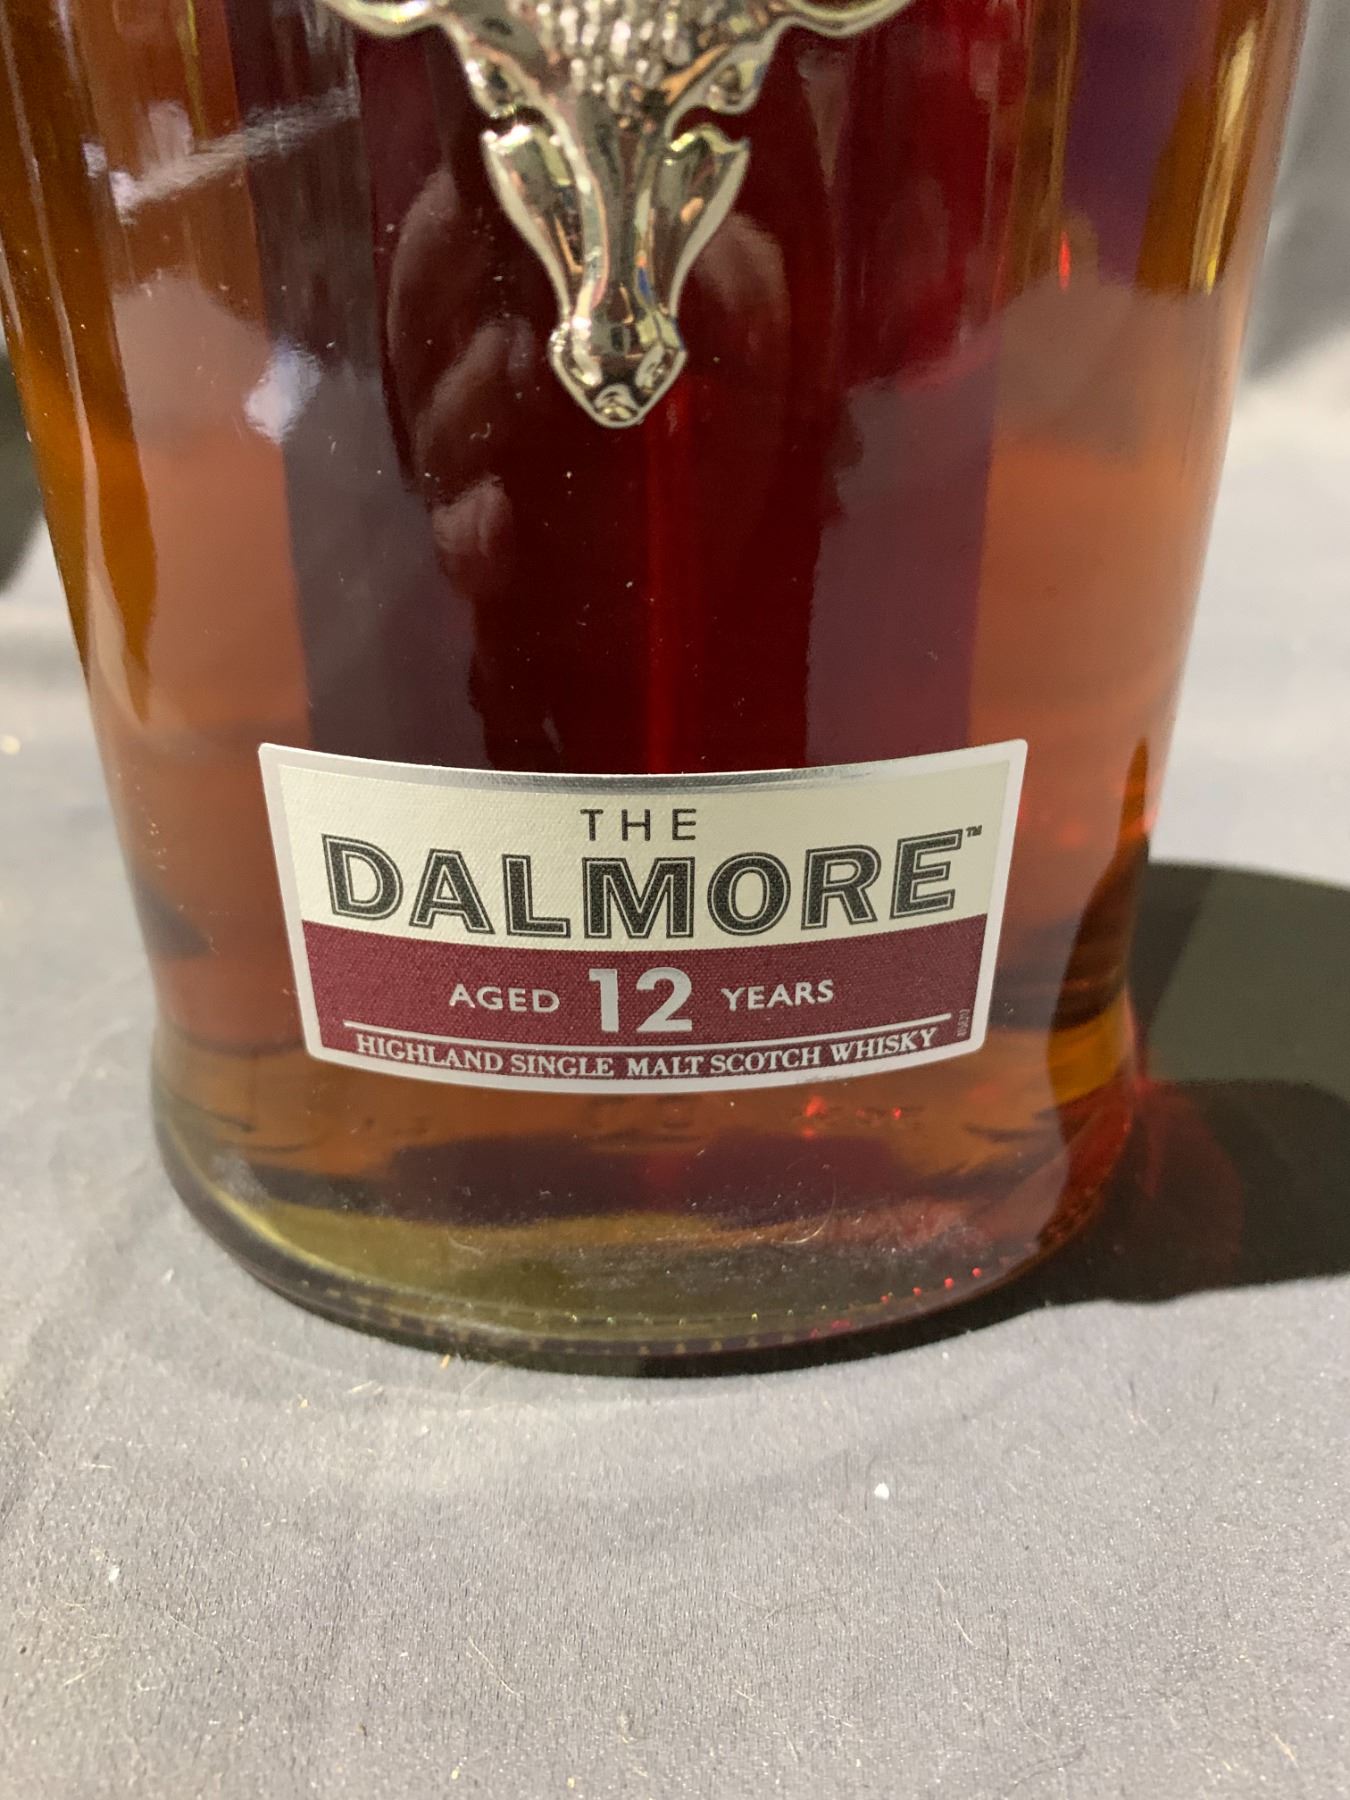 THE
DALMORE™
AGED 12 YEARS
HIGHLAND SINGLE MALT SCOTCH WHISKY